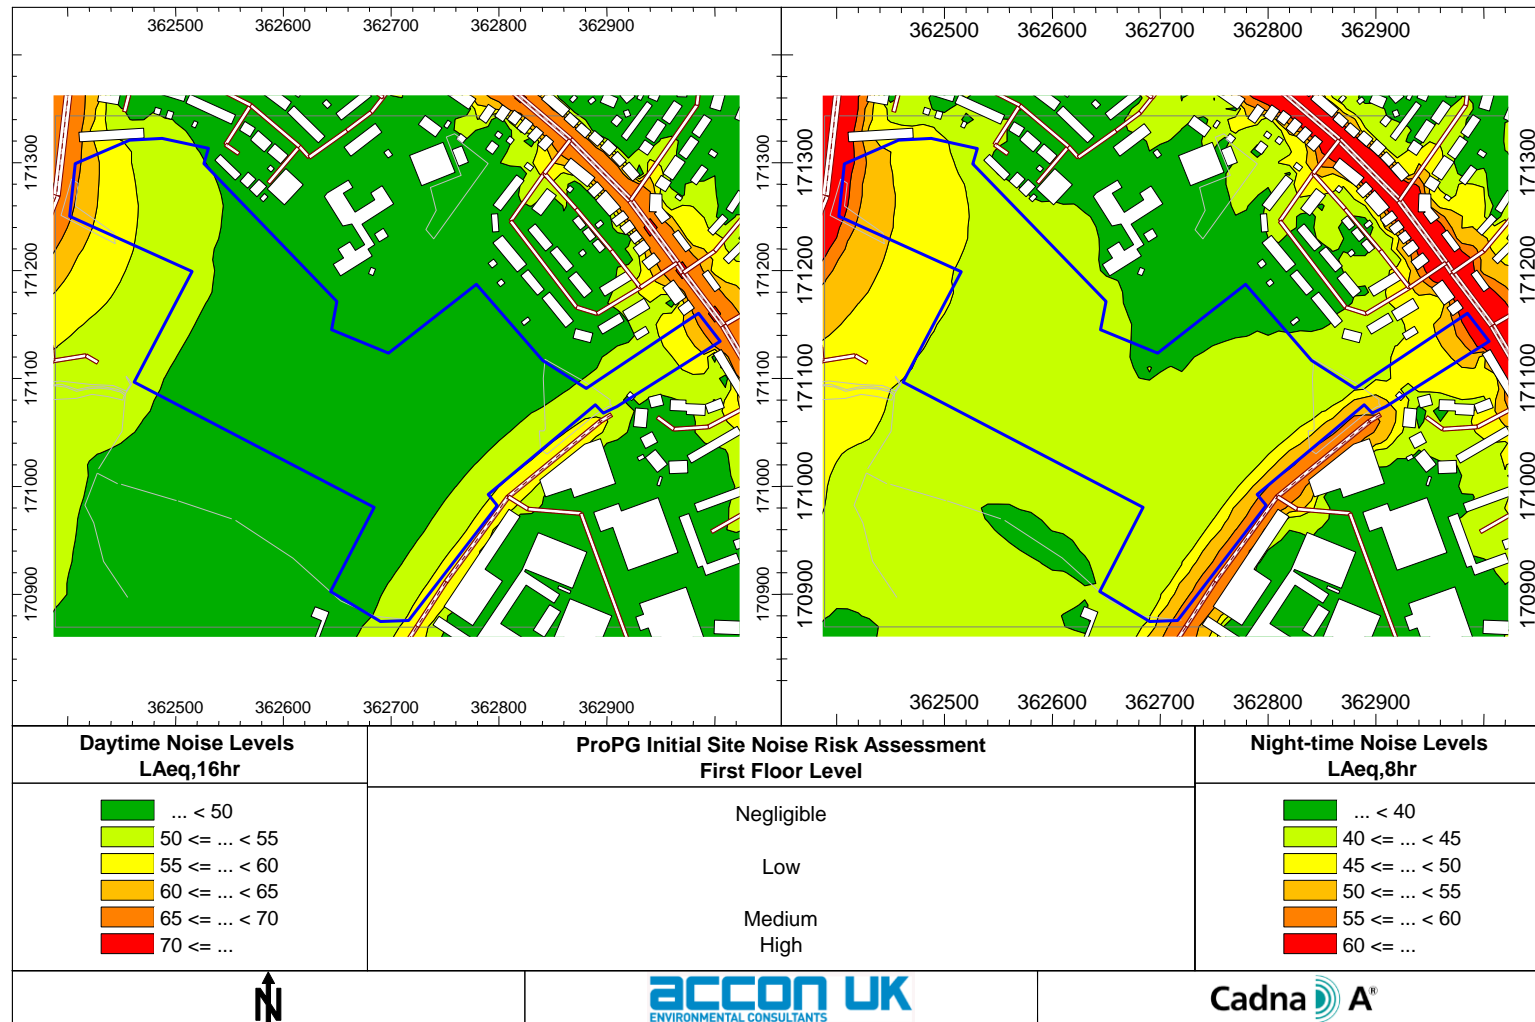 362500 362600 362700 362800 362900
362500 362600 362700 362800 362900
171300
171200
171100
171000
170900
171300
171200
171100
171000
170900
171300
171200
171100
171000
170900
362500 362600 362700 362800 362900
362500 362600 362700 362800 362900
Daytime Noise Levels
LAeq,16hr
... < 50
50 <= ... < 55
55 <= ... < 60
60 <= ... < 65
65 <= ... < 70
70 <= ...
ProPG Initial Site Noise Risk Assessment
First Floor Level
Negligible
Low
Medium
High
Night-time Noise Levels
LAeq,8hr
... < 40
40 <= ... < 45
45 <= ... < 50
50 <= ... < 55
55 <= ... < 60
60 <= ...
N
accon UK
ENVIRONMENTAL CONSULTANTS
Cadna A®